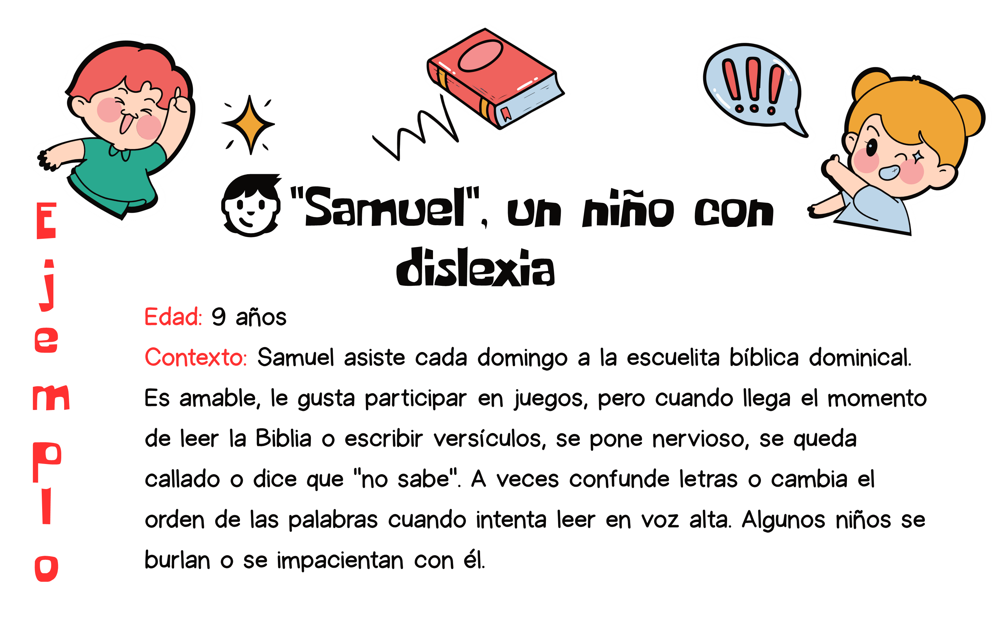 !!!
"Samuel", un niño con
dislexia
Ejemplo
Edad: 9 años
Contexto: Samuel asiste cada domingo a la escuelita bíblica dominical.
Es amable, le gusta participar en juegos, pero cuando llega el momento
de leer la Biblia o escribir versículos, se pone nervioso, se queda
callado o dice que "no sabe". A veces confunde letras o cambia el
orden de las palabras cuando intenta leer en voz alta. Algunos niños se
burlan o se impacientan con él.